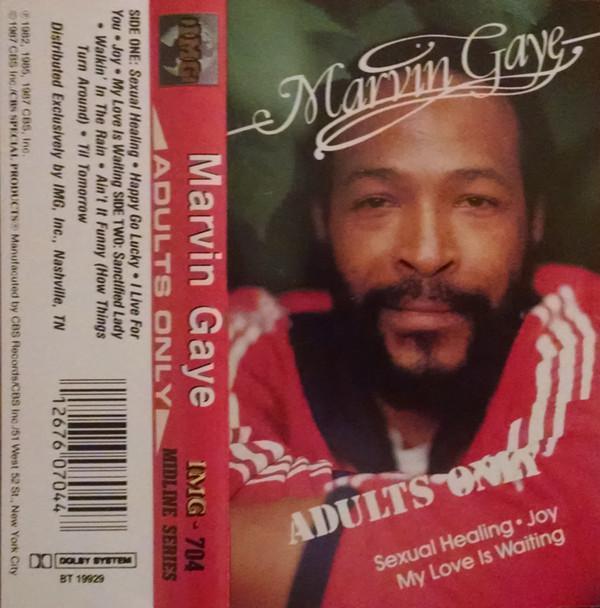 Marvin Gaye
ADULTS ONLY
Sexual Healing • Joy
My Love Is Waiting
IMG
Marvin Gaye
IMG - 704
ADULTS ONLY
MIDLINE SERIES
SIDE ONE: Sexual Healing • Happy Go Lucky • I Live For
You • Joy • My Love Is Waiting SIDE TWO: Sanctified Lady
• Walkin' In The Rain • Ain't It Funny (How Things
Turn Around) • Til Tomorrow
Distributed Exclusively by IMG, Inc., Nashville, TN
℗ 1982, 1985, 1987 CBS, Inc.
© 1987 CBS Inc./CBS SPECIAL PRODUCTS® Manufactured by CBS Records/CBS Inc./51 West 52 St., New York City
12676 07044
DOLBY SYSTEM
BT 19929